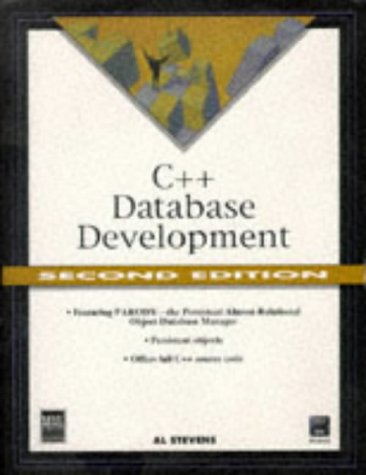 C++
Database
Development
SECOND EDITION
• Featuring PARODY—the Persistent Almost-Relational
Object Database Manager
• Persistent objects
• Offers full C++ source code
AL STEVENS